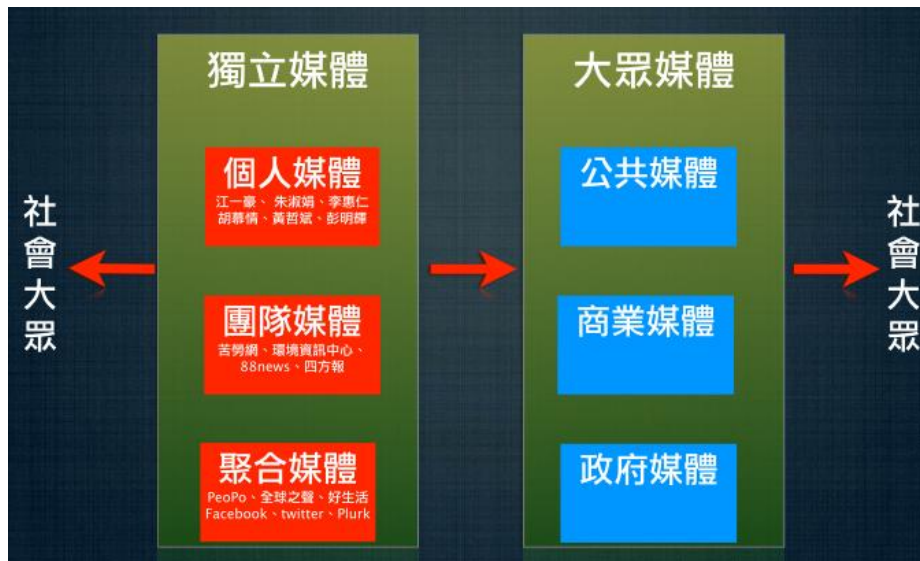 社會大眾
獨立媒體
個人媒體
江一豪、朱淑娟、李惠仁
胡慕情、黃哲斌、彭明輝
團隊媒體
苦勞網、環境資訊中心、
88news、四方報
聚合媒體
PeoPo、全球之聲、好生活
Facebook、twitter、Plurk
大眾媒體
公共媒體
商業媒體
政府媒體
社會大眾